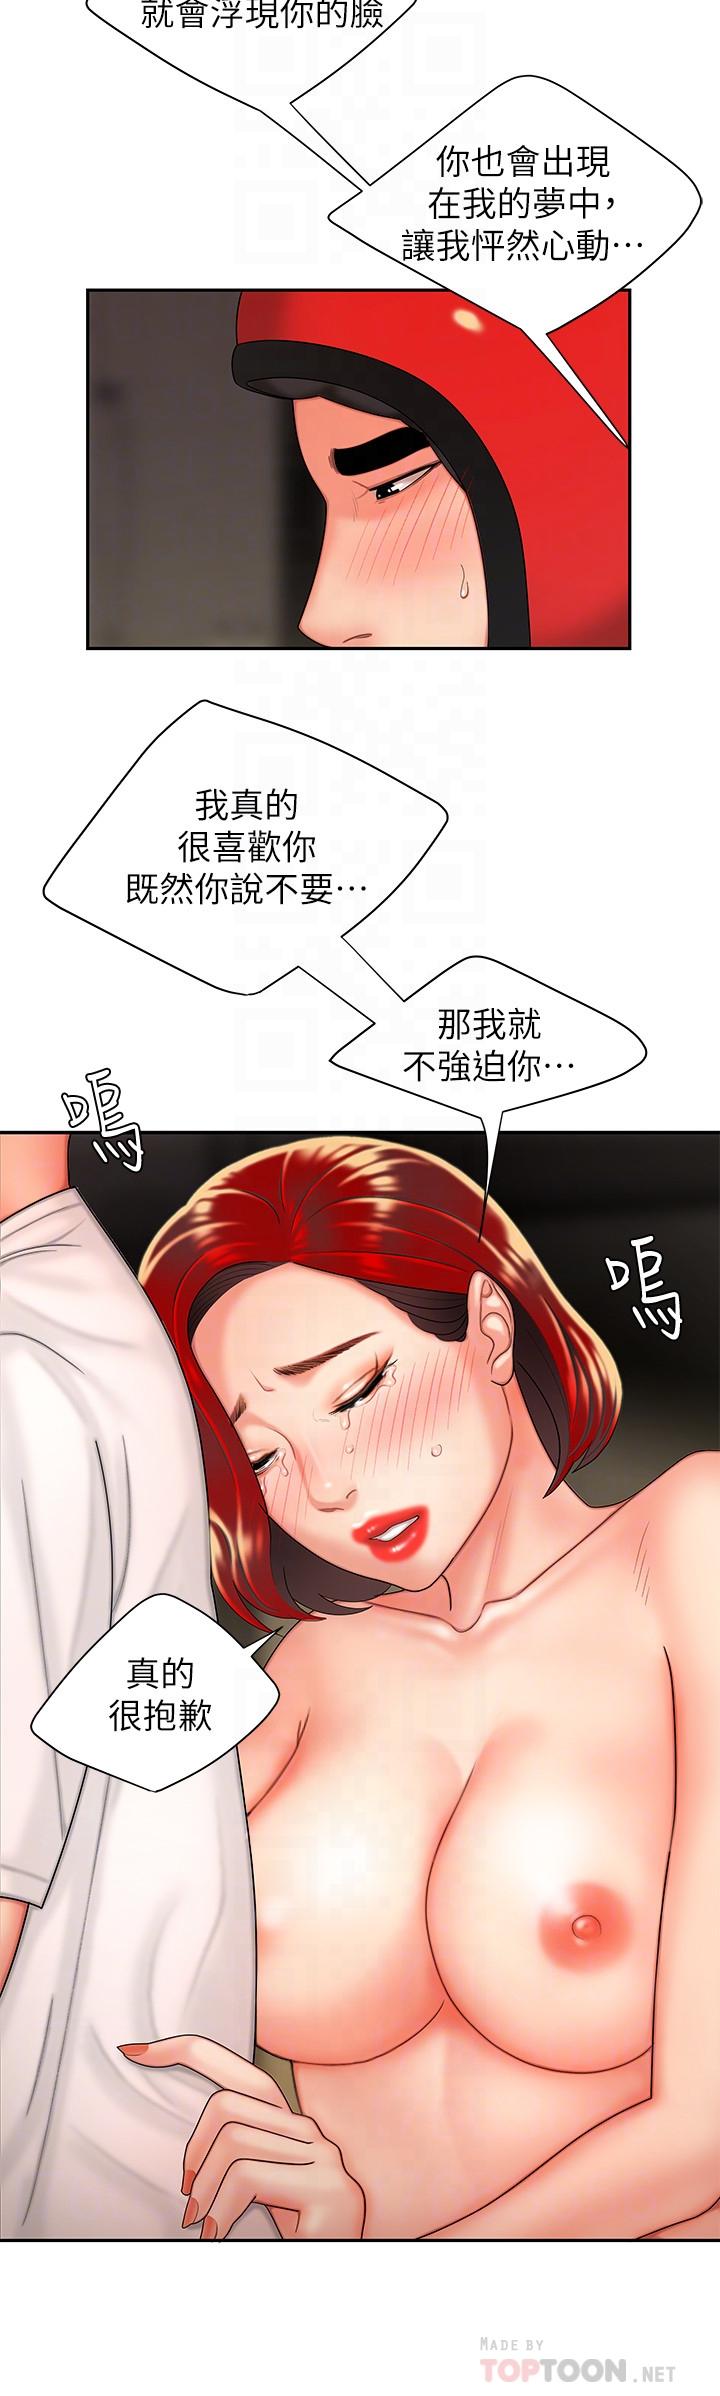 就會浮現你的臉
你也會出現
在我的夢中，
讓我怦然心動⋯
我真的
很喜歡你
既然你說不要⋯
那我就
不強迫你⋯
嗚
嗚
真的
很抱歉
MADE BY
TOPTOON.NET